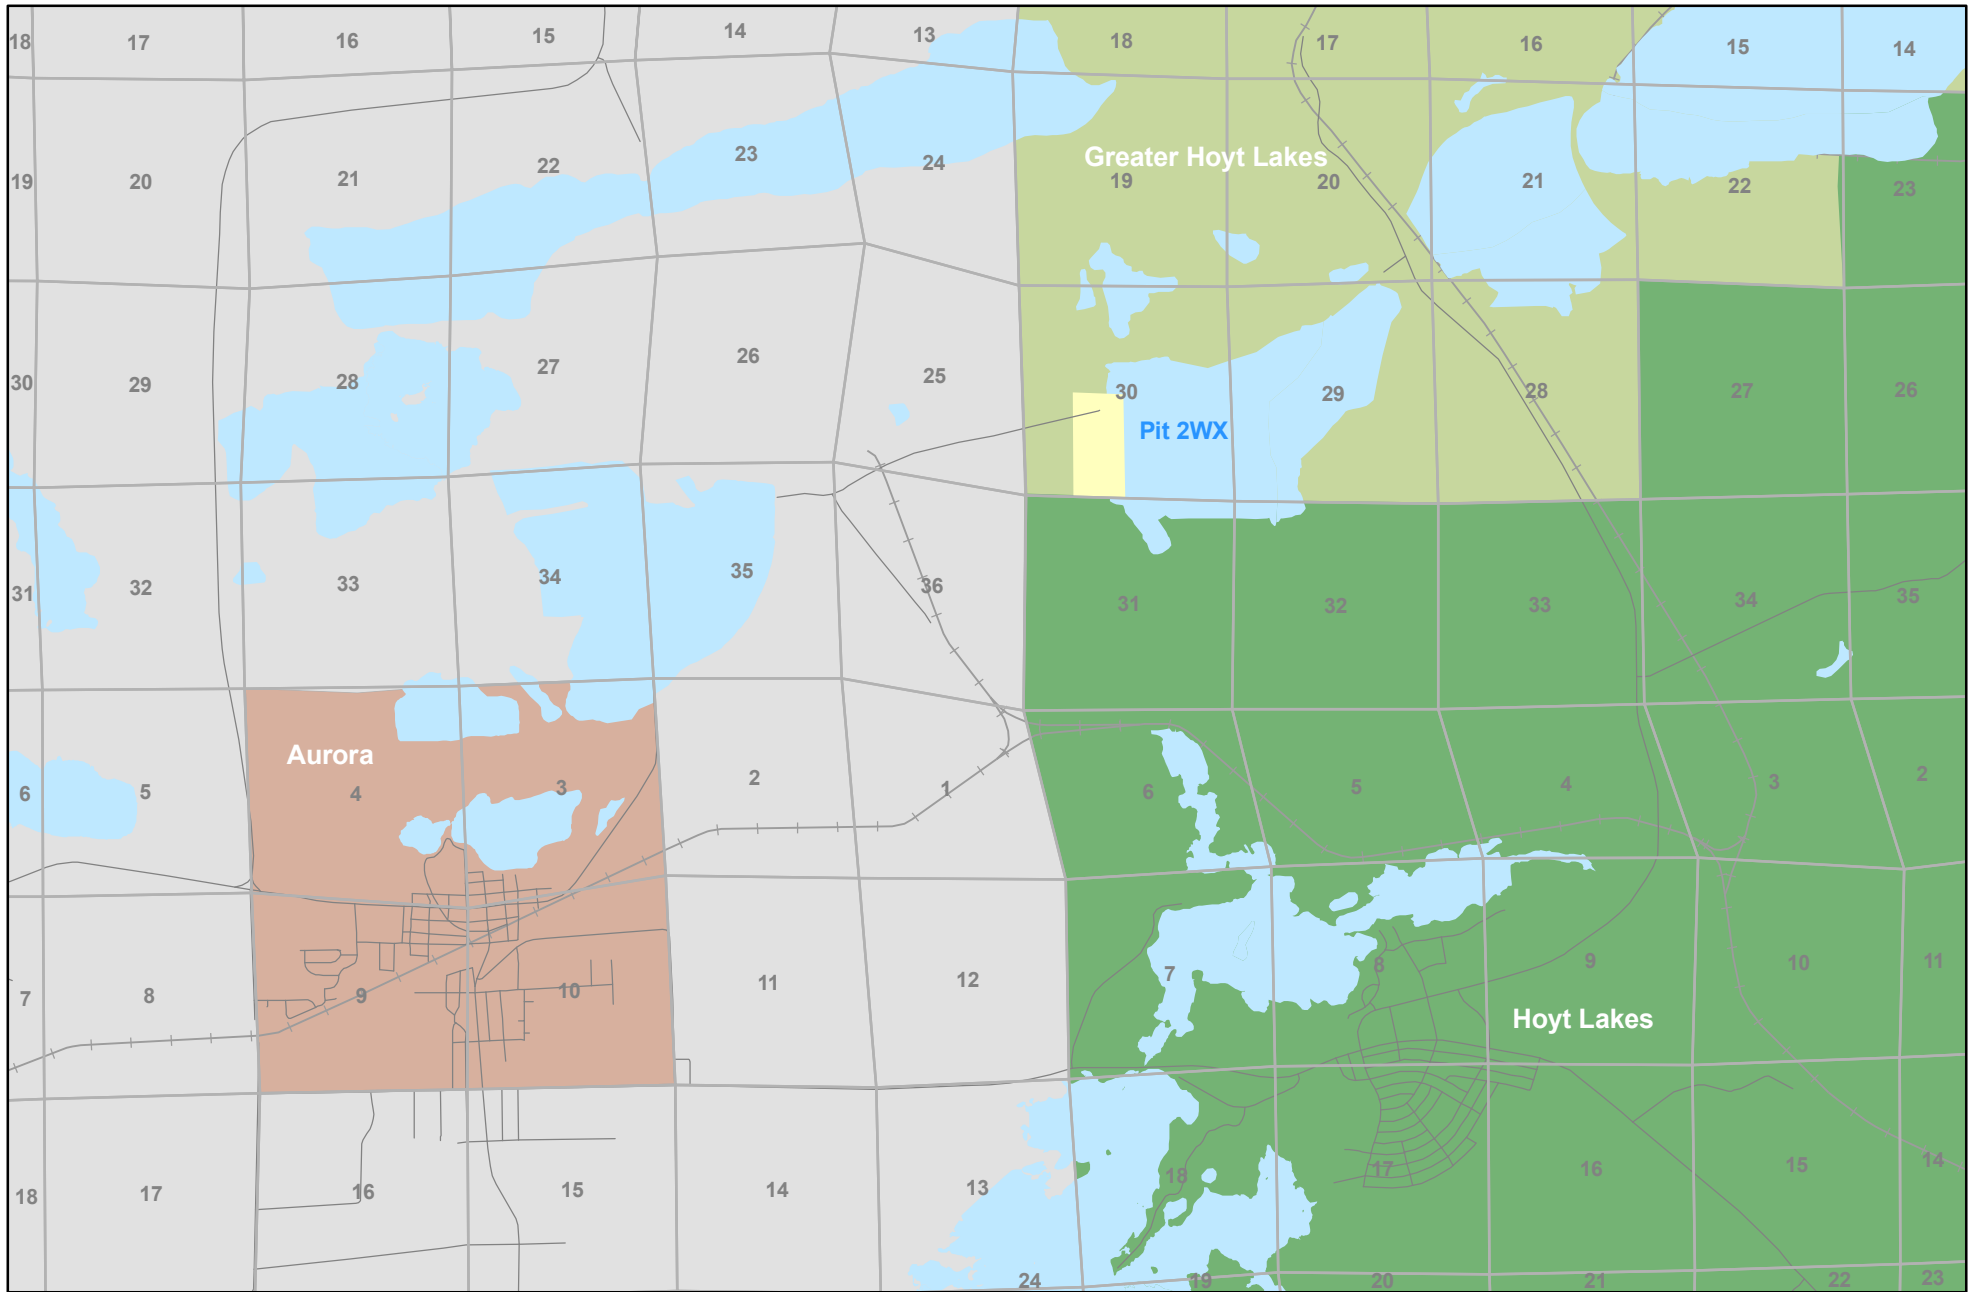 18 17 16 15 14 13 18 17 16 15 14
Greater Hoyt Lakes
19 20 21 22 23 24 19 20 21 22 23
30 29 28 27 26 25 30 29 28 27 26
Pit 2WX
31 32 33 34 35 36 31 32 33 34 35
Aurora
6 5 4 3 2 1 6 5 4 3 2
7 8 9 10 11 12 7 8 9 10 11
Hoyt Lakes
18 17 16 15 14 13 18 17 16 15 14
24 19 20 21 22 23